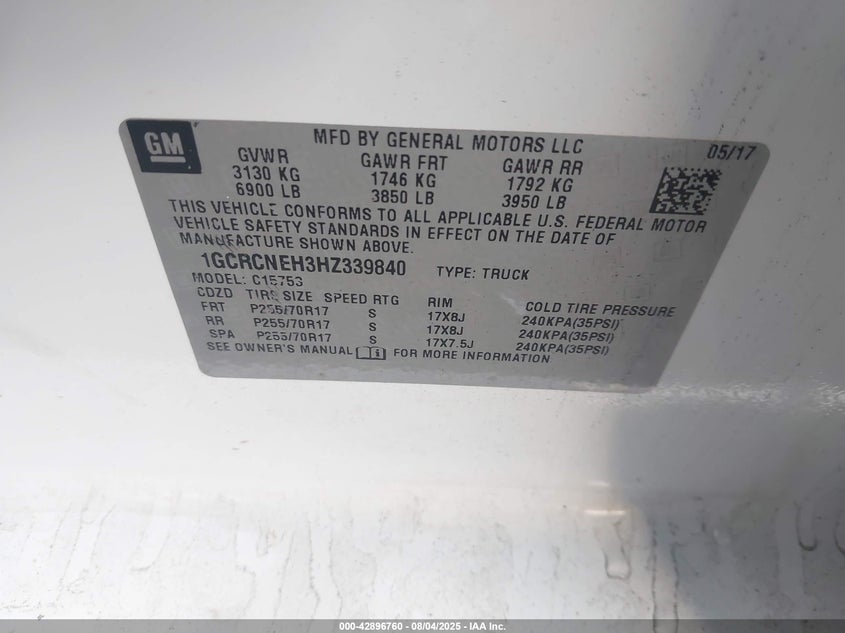 GM
MFD BY GENERAL MOTORS LLC
05/17
GVWR GAWR FRT GAWR RR
3130 KG 1746 KG 1792 KG
6900 LB 3850 LB 3950 LB
THIS VEHICLE CONFORMS TO ALL APPLICABLE U.S. FEDERAL MOTOR
VEHICLE SAFETY STANDARDS IN EFFECT ON THE DATE OF
MANUFACTURE SHOWN ABOVE.
1GCRCNEH3HZ339840 TYPE: TRUCK
MODEL: C15753
CDZD TIRE SIZE SPEED RTG RIM COLD TIRE PRESSURE
FRT P255/70R17 S 17X8J 240KPA(35PSI)
RR P255/70R17 S 17X8J 240KPA(35PSI)
SPA P255/70R17 S 17X7.5J 240KPA(35PSI)
SEE OWNER'S MANUAL i FOR MORE INFORMATION
000-42896760 - 08/04/2025 - IAA Inc.